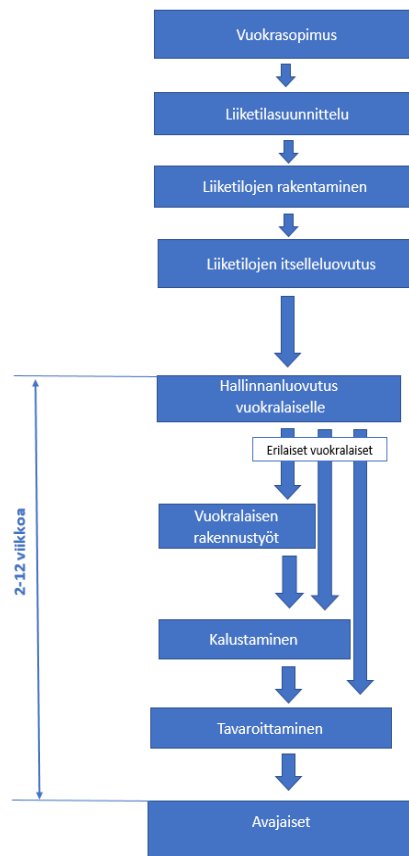 Vuokrasopimus
Liiketilasuunnittelu
Liiketilojen rakentaminen
Liiketilojen itselleluovutus
Hallinnanluovutus
vuokralaiselle
Erilaiset vuokralaiset
Vuokralaisen
rakennustyöt
2-12 viikkoa
Kalustaminen
Tavaroittaminen
Avajaiset